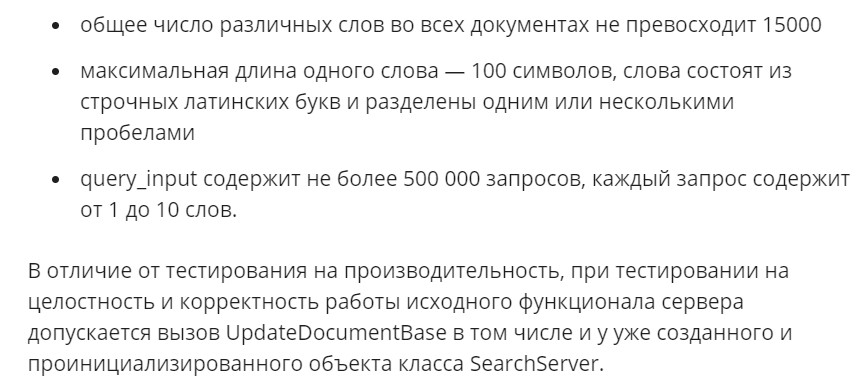 • общее число различных слов во всех документах не превосходит 15000
• максимальная длина одного слова — 100 символов, слова состоят из
строчных латинских букв и разделены одним или несколькими
пробелами
• query_input содержит не более 500 000 запросов, каждый запрос содержит
от 1 до 10 слов.
В отличие от тестирования на производительность, при тестировании на
целостность и корректность работы исходного функционала сервера
допускается вызов UpdateDocumentBase в том числе и у уже созданного и
проинициализированного объекта класса SearchServer.